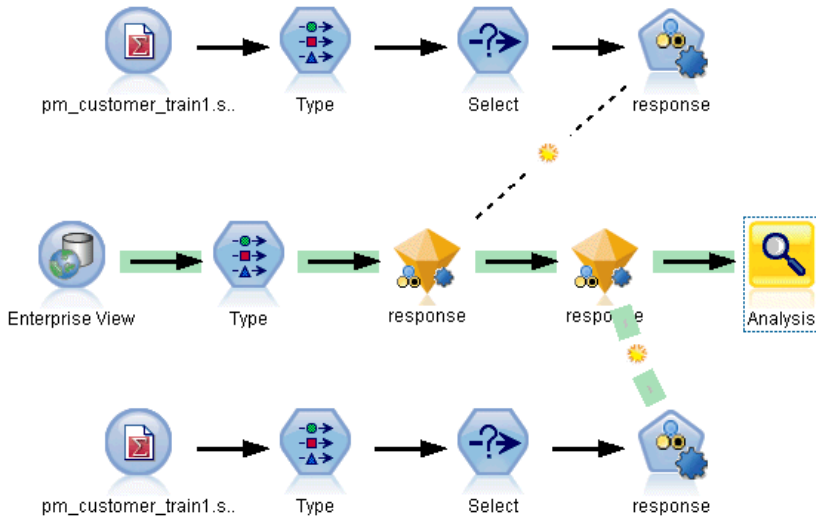 pm_customer_train1.s..
Type
Select
response
Enterprise View
Type
response
response
Analysis
pm_customer_train1.s..
Type
Select
response